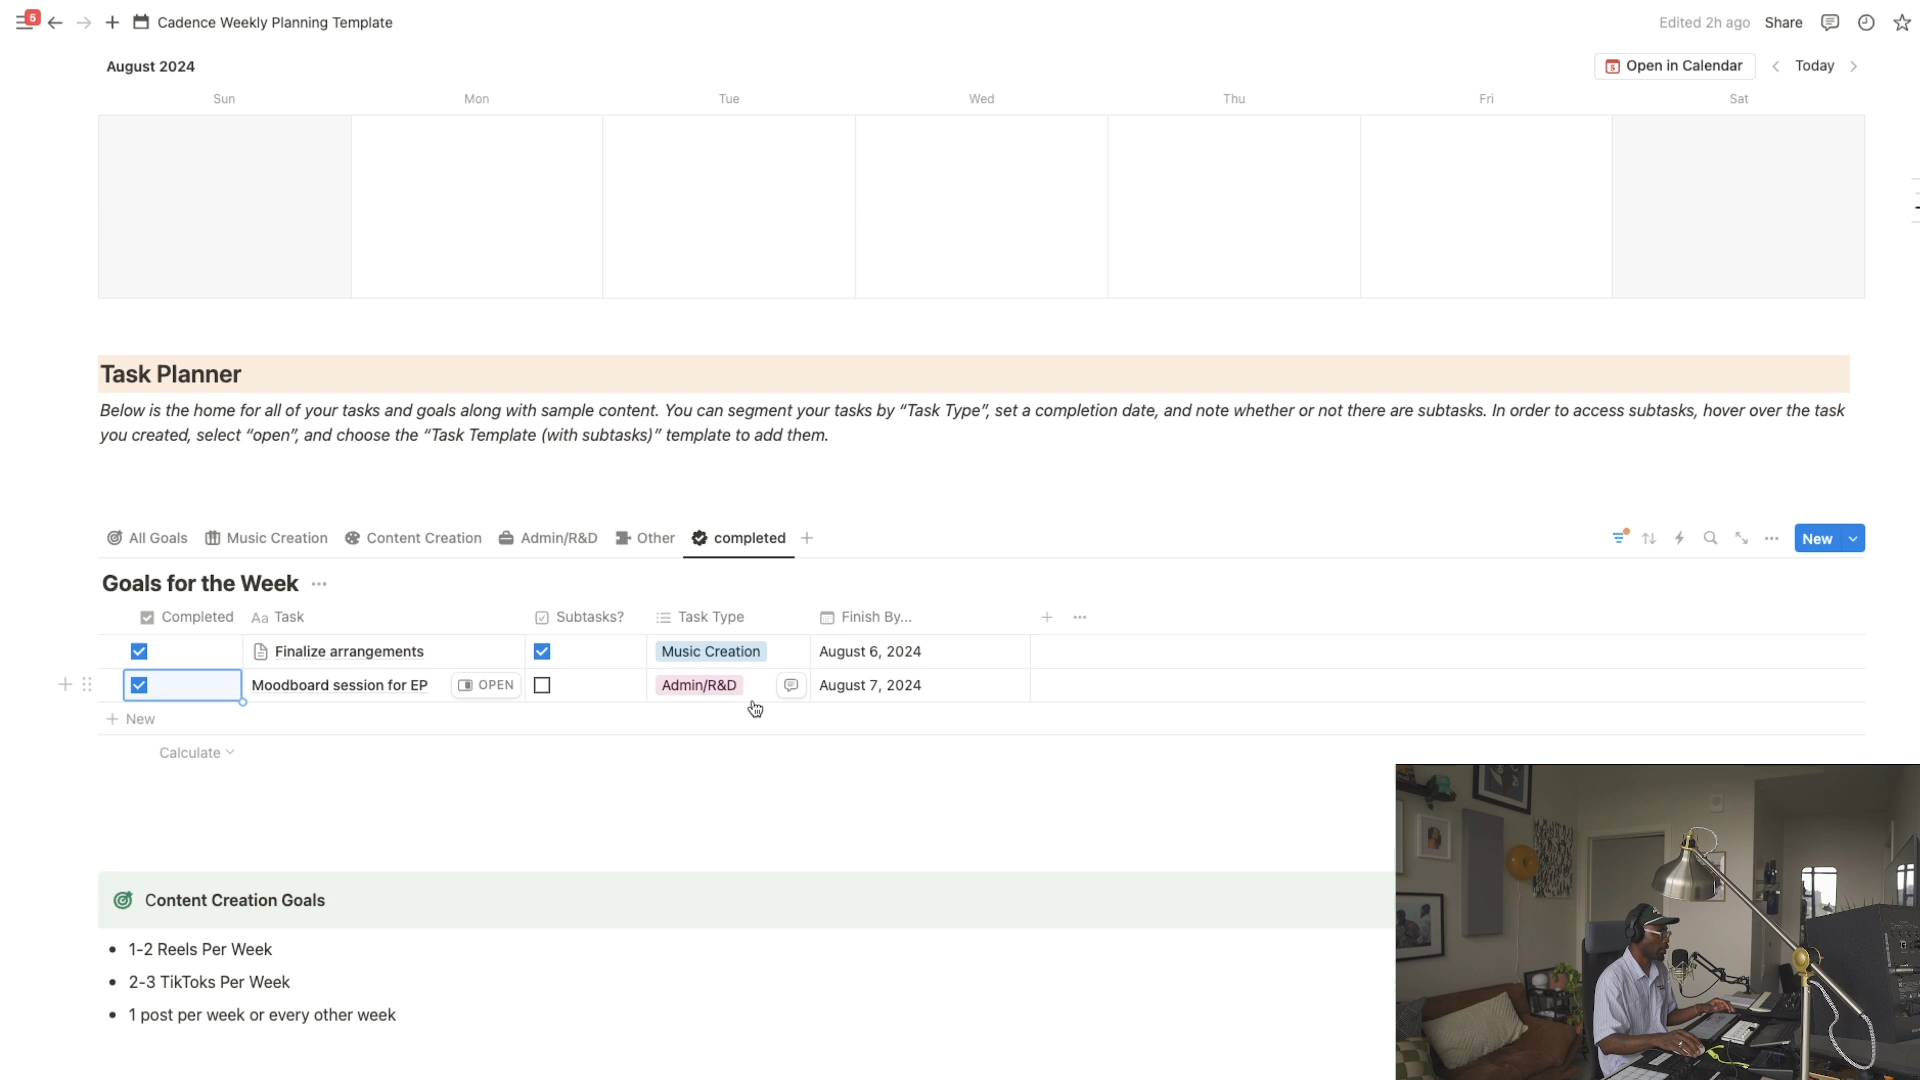 5
Cadence Weekly Planning Template
Edited 2h ago
Share
August 2024
Open in Calendar
Today
Sun
Mon
Tue
Wed
Thu
Fri
Sat
Task Planner
Below is the home for all of your tasks and goals along with sample content. You can segment your tasks by “Task Type”, set a completion date, and note whether or not there are subtasks. In order to access subtasks, hover over the task
you created, select “open”, and choose the “Task Template (with subtasks)” template to add them.
All Goals
Music Creation
Content Creation
Admin/R&D
Other
completed
New
Goals for the Week
Completed
Aa Task
Subtasks?
Task Type
Finish By...
Finalize arrangements
Music Creation
August 6, 2024
Moodboard session for EP
OPEN
Admin/R&D
August 7, 2024
New
Calculate
Content Creation Goals
• 1-2 Reels Per Week
• 2-3 TikToks Per Week
• 1 post per week or every other week